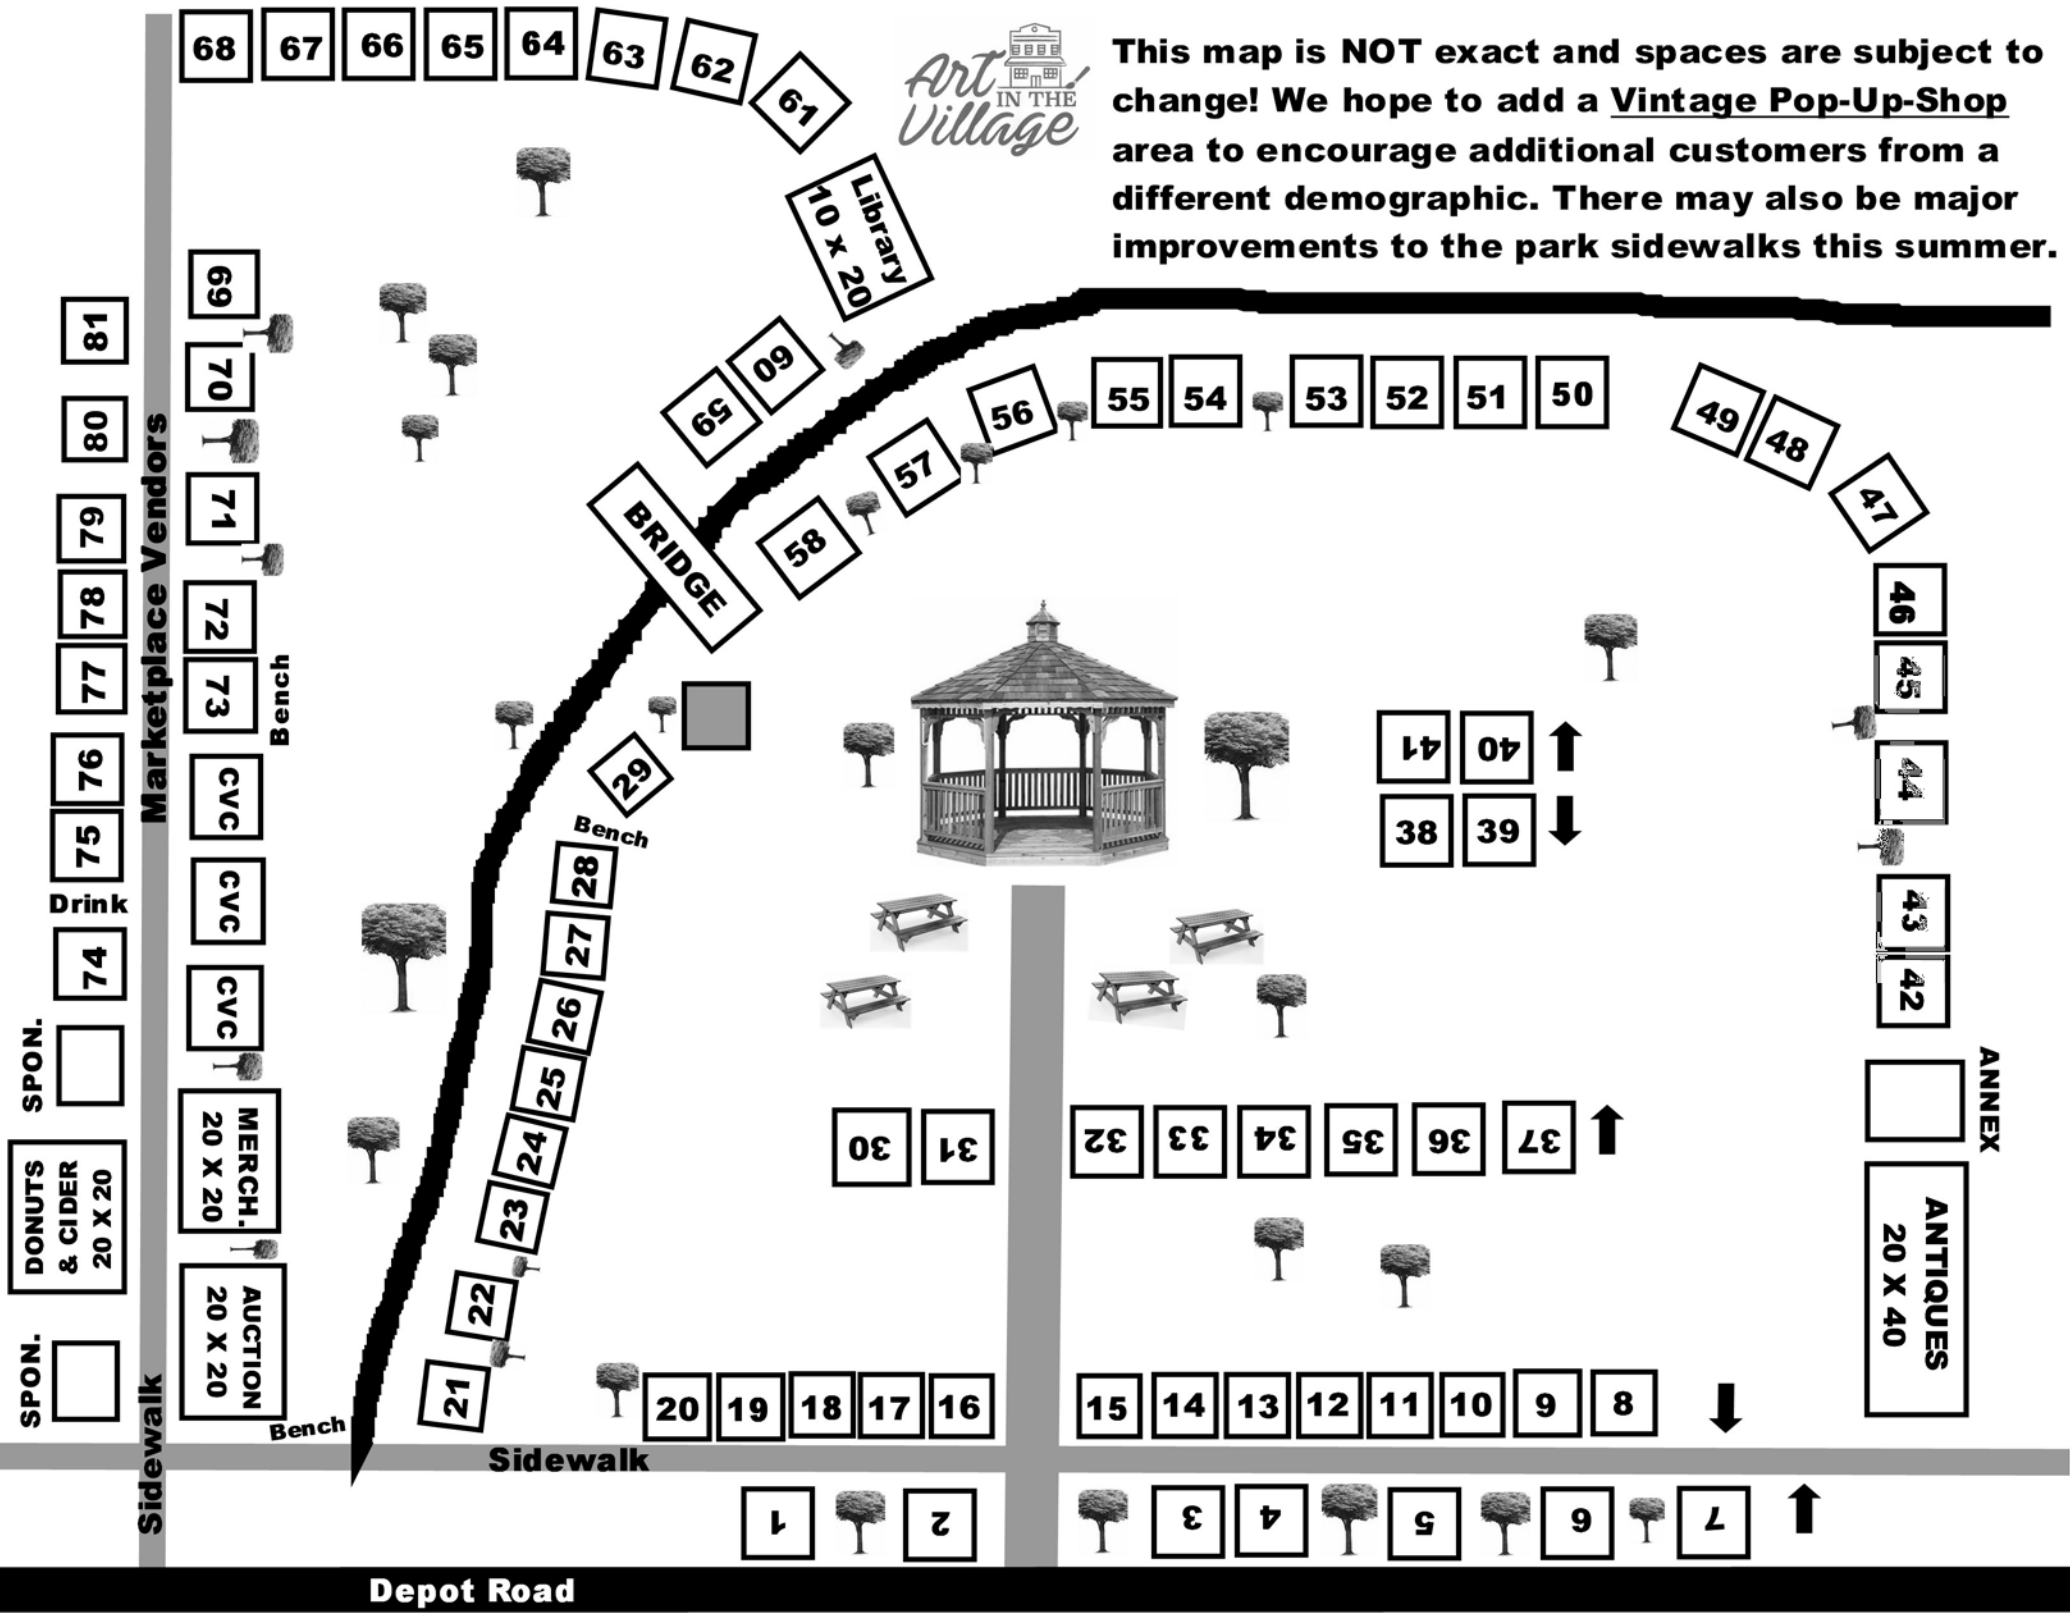 68 67 66 65 64 63 62 61
Art
IN THE
Village
This map is NOT exact and spaces are subject to
change! We hope to add a Vintage Pop-Up-Shop
area to encourage additional customers from a
different demographic. There may also be major
improvements to the park sidewalks this summer.
Library
10 x 20
69
70
71
72
73
Bench
CVC
CVC
CVC
MERCH.
20 X 20
AUCTION
20 X 20
Bench
81
80
79
78
77
76
75
Drink
74
SPON.
DONUTS
& CIDER
20 X 20
SPON.
Marketplace Vendors
Sidewalk
60
59
BRIDGE
58
57
56
55 54 53 52 51 50
49
48
47
46
45
44
43
42
ANNEX
ANTIQUES
20 X 40
41 40
38 39
29
Bench
28
27
26
25
24
23
22
21
30 31 32 33 34 35 36 37
20 19 18 17 16 15 14 13 12 11 10 9 8
Sidewalk
1 2 3 4 5 6 7
Depot Road